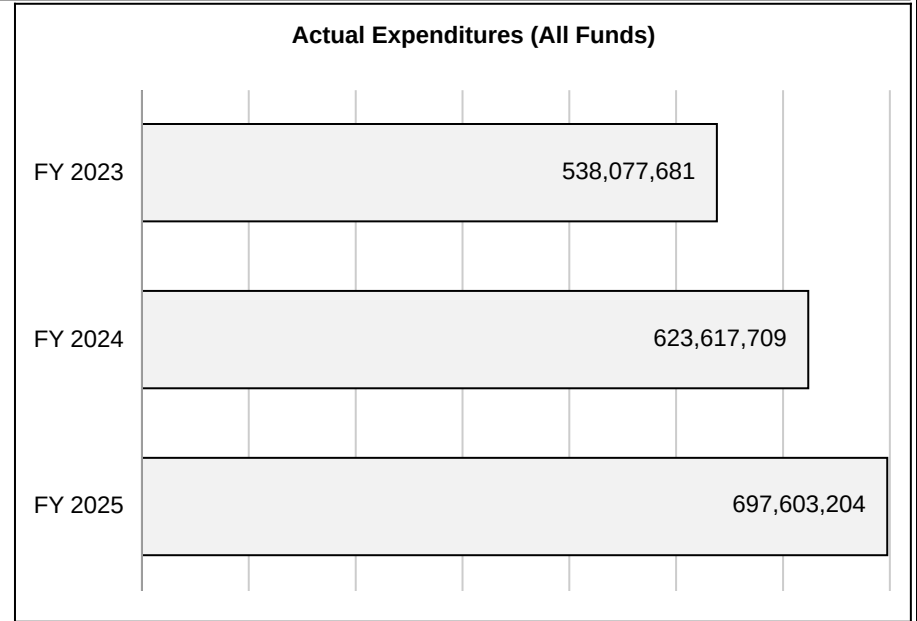 Actual Expenditures (All Funds)
FY 2023
538,077,681
FY 2024
623,617,709
FY 2025
697,603,204